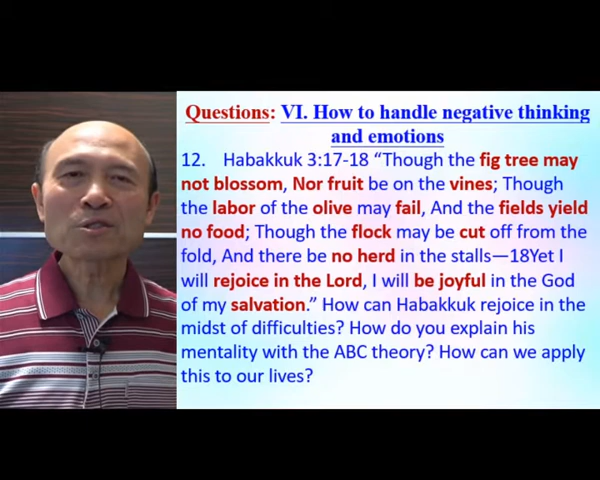 Questions: VI. How to handle negative thinking
and emotions
12. Habakkuk 3:17-18 “Though the fig tree may
not blossom, Nor fruit be on the vines; Though
the labor of the olive may fail, And the fields yield
no food; Though the flock may be cut off from the
fold, And there be no herd in the stalls—18Yet I
will rejoice in the Lord, I will be joyful in the God
of my salvation.” How can Habakkuk rejoice in the
midst of difficulties? How do you explain his
mentality with the ABC theory? How can we apply
this to our lives?